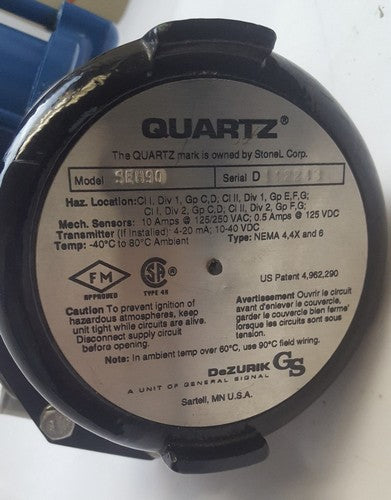 QUARTZ®
The QUARTZ mark is owned by StoneL Corp.
Model Serial D
Haz. Location: Cl I, Div 1, Gp C,D, Cl II, Div 1, Gp E,F,G;
Cl I, Div 2, Gp C,D, Cl II, Div 2, Gp F,G;
Mech. Sensors: 10 Amps @ 125/250 VAC; 0.5 Amps @ 125 VDC
Transmitter (If Installed): 4-20 mA; 10-40 VDC
Temp: -40°C to 80°C Ambient Type: NEMA 4,4X and 6
US Patent 4,962,290
FM
APPROVED
SA
TYPE 4X
Caution To prevent ignition of
hazardous atmospheres, keep
unit tight while circuits are alive.
Disconnect supply circuit
before opening.
Avertissement Ouvrir le circuit
avant d'enlever le couvercle,
garder le couvercle bien ferme'
lorsque les circuits sont sous
tension.
Note: In ambient temp over 60°C, use 90°C field wiring.
DeZURIK GS
A UNIT OF GENERAL SIGNAL
Sartell, MN U.S.A.